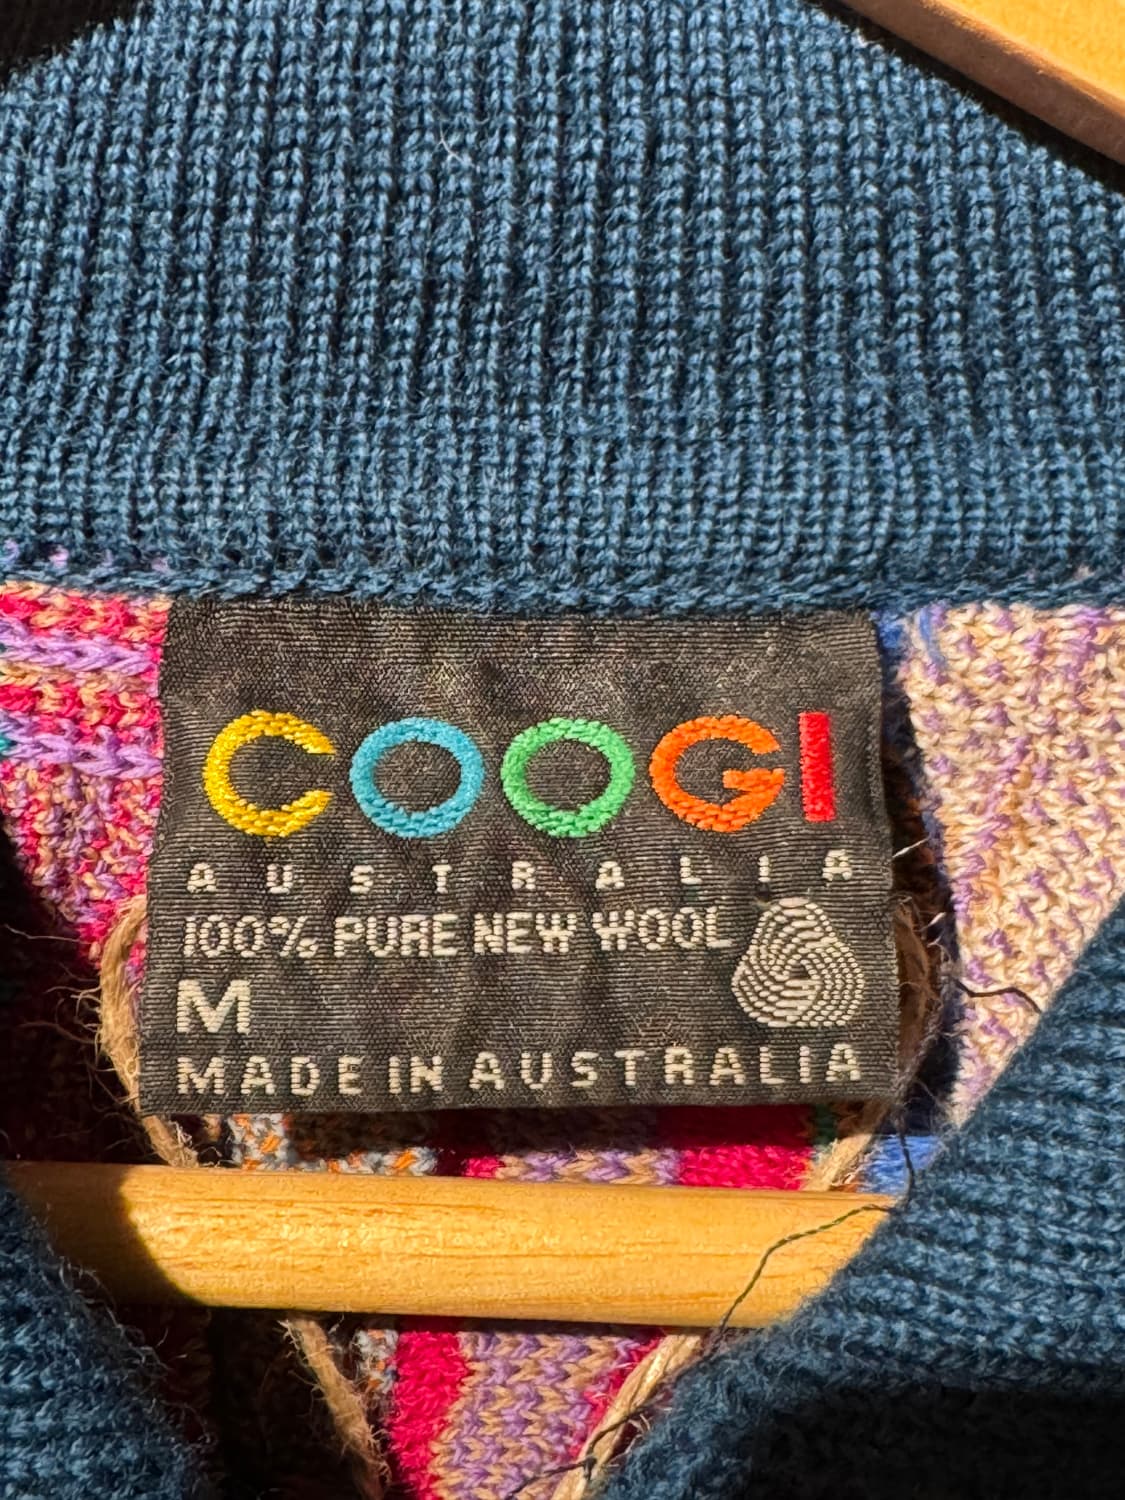 COOGI
AUSTRALIA
100% PURE NEW WOOL
M
MADE IN AUSTRALIA